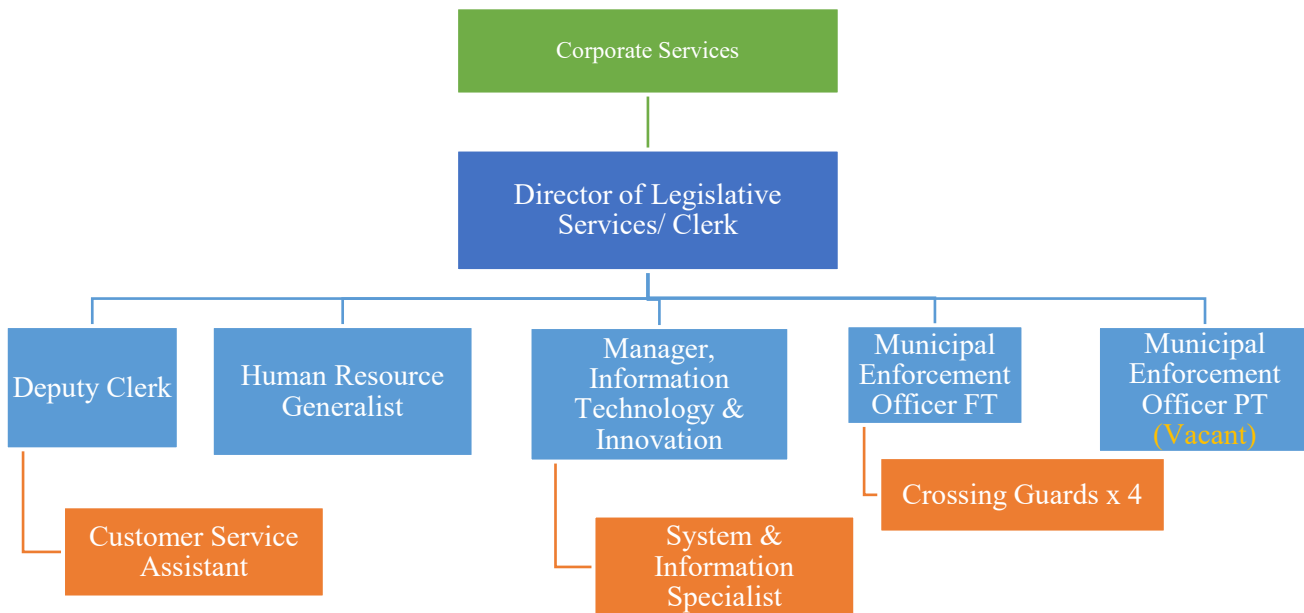 Corporate Services
Director of Legislative
Services/ Clerk
Deputy Clerk
Human Resource
Generalist
Manager,
Information
Technology &
Innovation
Municipal
Enforcement
Officer FT
Municipal
Enforcement
Officer PT
(Vacant)
Customer Service
Assistant
System &
Information
Specialist
Crossing Guards x 4